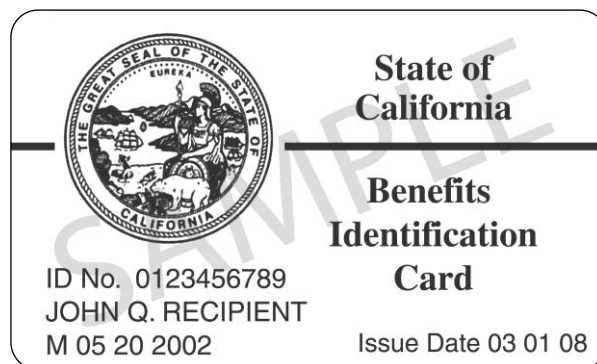 THE GREAT SEAL OF THE STATE OF CALIFORNIA
EUREKA
State of
California
Benefits
Identification
Card
SAMPLE
ID No. 0123456789
JOHN Q. RECIPIENT
M 05 20 2002
Issue Date 03 01 08